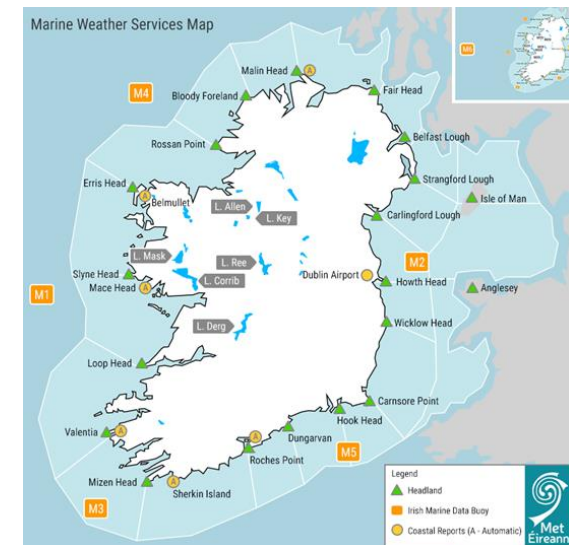 Marine Weather Services Map
M6
Malin Head
A
Fair Head
M4
Bloody Foreland
Belfast Lough
Rossan Point
Strangford Lough
Erris Head
A
Belmullet
Isle of Man
L. Allen
L. Key
Carlingford Lough
L. Mask
L. Ree
M2
Slyne Head
Dublin Airport
Howth Head
L. Corrib
Mace Head
A
Anglesey
M1
L. Derg
Wicklow Head
Loop Head
Carnsore Point
Hook Head
Valentia
A
A
Dungarvan
Roches Point
M5
Mizen Head
A
Sherkin Island
M3
Legend
Headland
Irish Marine Data Buoy
Coastal Reports (A - Automatic)
Met
Éireann